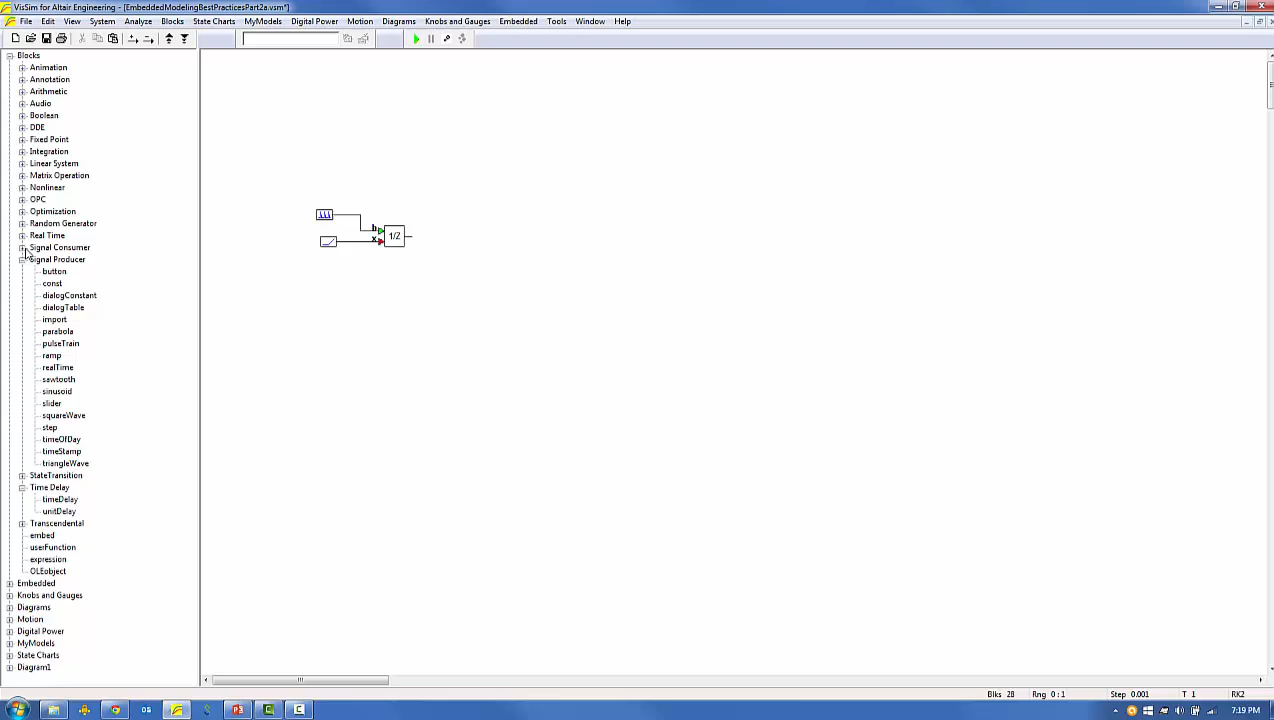 VisSim for Altair Engineering - [EmbeddedModelingBestPracticesPart2a.vsm*]
File Edit View System Analyze Blocks State Charts MyModels Digital Power Motion Diagrams Knobs and Gauges Embedded Tools Window Help
Blocks
Animation
Annotation
Arithmetic
Audio
Boolean
DDE
Fixed Point
Integration
Linear System
Matrix Operation
Nonlinear
OPC
Optimization
Random Generator
Real Time
Signal Consumer
Signal Producer
button
const
dialogConstant
dialogTable
import
parabola
pulseTrain
ramp
realTime
sawtooth
sinusoid
slider
squareWave
step
timeOfDay
timeStamp
triangleWave
StateTransition
Time Delay
timeDelay
unitDelay
Transcendental
embed
userFunction
expression
OLEobject
Embedded
Knobs and Gauges
Diagrams
Motion
Digital Power
MyModels
State Charts
Diagram1
b
x
1/Z
Blks 28 Rng 0 : 1 Step 0.001 T 1 RK2
7:19 PM